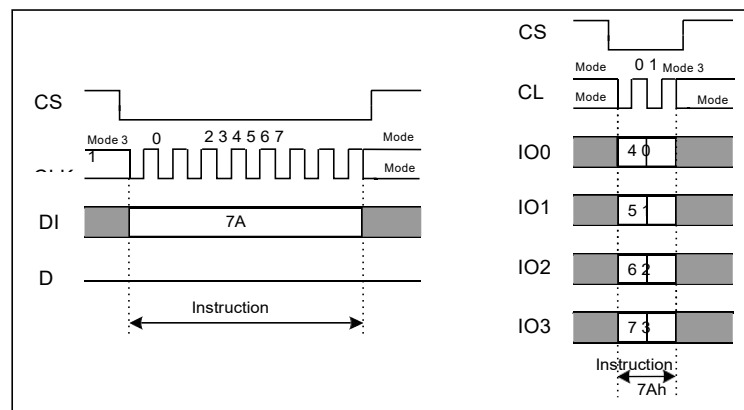 CS
Mode 3
0
2 3 4 5 6 7
Mode
1
Mode
DI
7A
D
Instruction
CS
Mode
0 1
Mode 3
CL
Mode
Mode
IO0
4 0
IO1
5 1
IO2
6 2
IO3
7 3
Instruction
7Ah